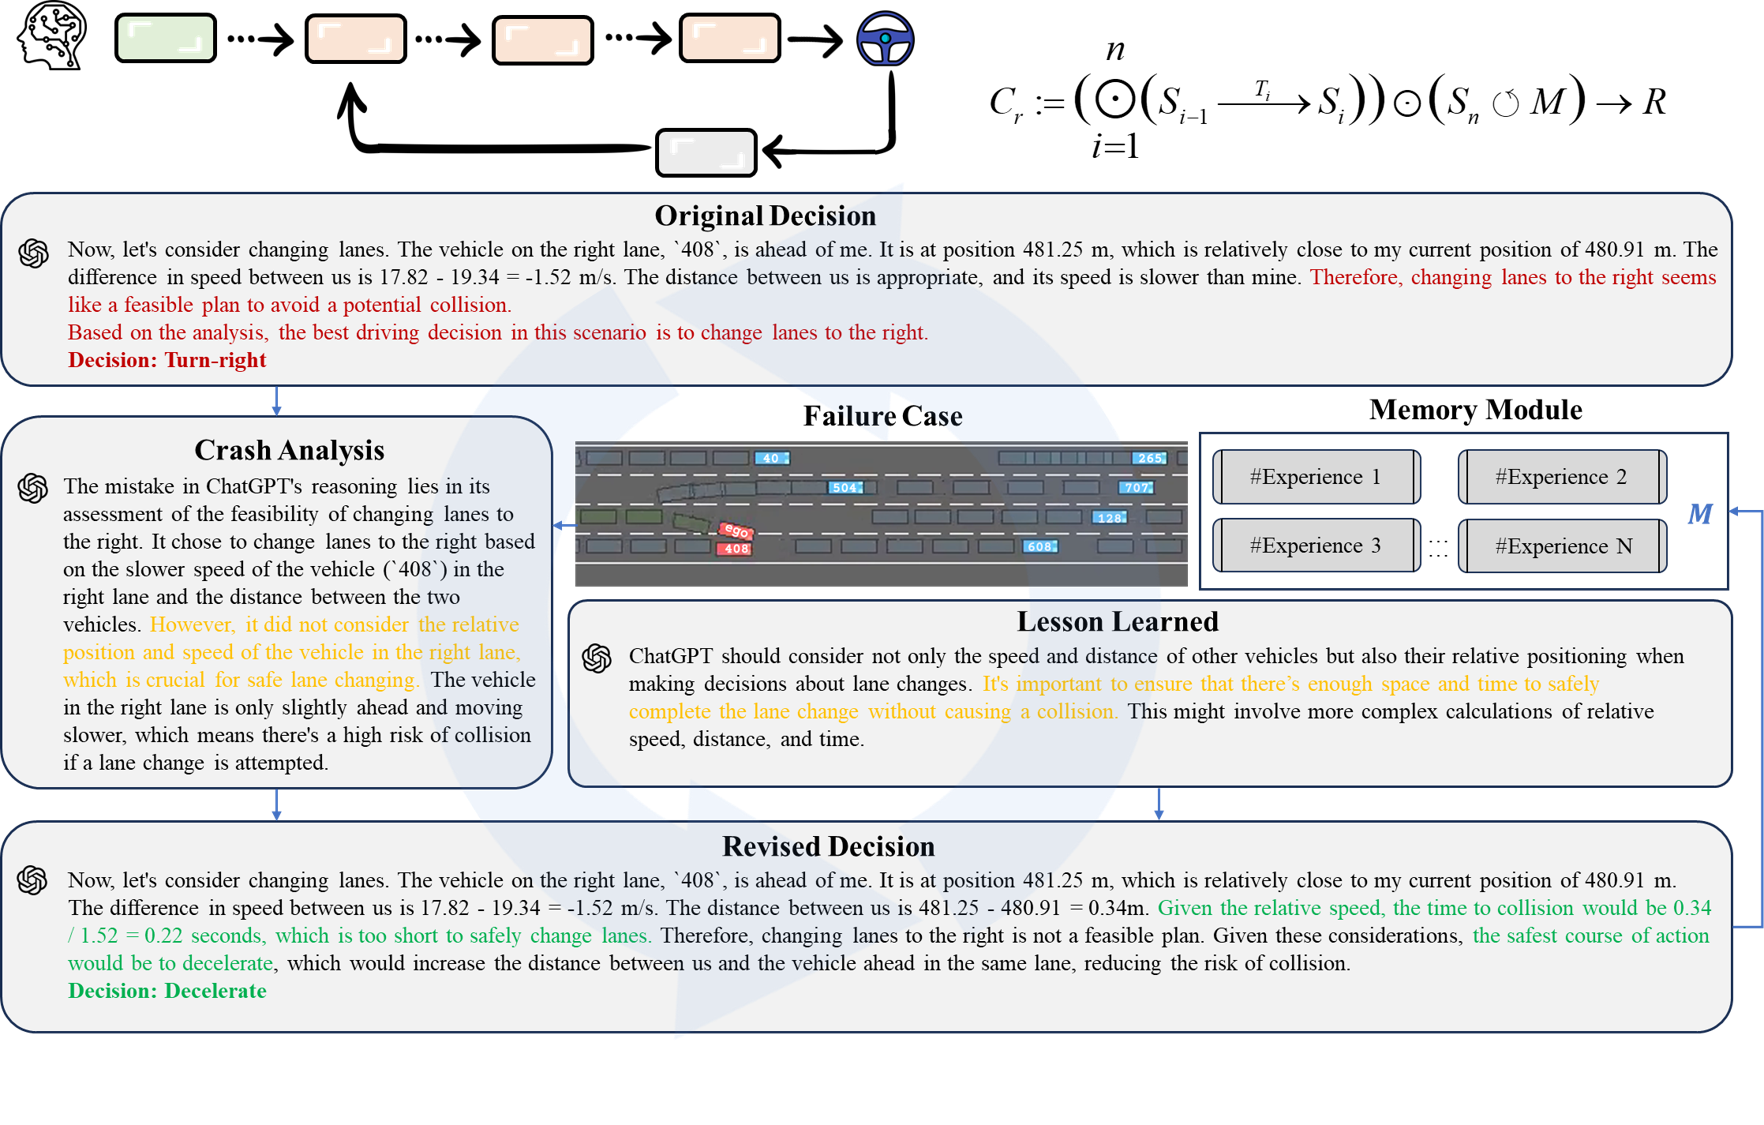 C_r := ( ⊙_{i=1}^{n} ( S_{i−1} —T_i→ S_i ) ) ⊙ ( S_n ↺ M ) → R
Original Decision
Now, let's consider changing lanes. The vehicle on the right lane, `408`, is ahead of me. It is at position 481.25 m, which is relatively close to my current position of 480.91 m. The
difference in speed between us is 17.82 - 19.34 = -1.52 m/s. The distance between us is appropriate, and its speed is slower than mine. Therefore, changing lanes to the right seems
like a feasible plan to avoid a potential collision.
Based on the analysis, the best driving decision in this scenario is to change lanes to the right.
Decision: Turn-right
Crash Analysis
The mistake in ChatGPT's reasoning lies in its
assessment of the feasibility of changing lanes to
the right. It chose to change lanes to the right based
on the slower speed of the vehicle (`408`) in the
right lane and the distance between the two
vehicles. However, it did not consider the relative
position and speed of the vehicle in the right lane,
which is crucial for safe lane changing. The vehicle
in the right lane is only slightly ahead and moving
slower, which means there's a high risk of collision
if a lane change is attempted.
Failure Case
40
265
504
707
128
ego
408
608
Memory Module
#Experience 1
#Experience 2
M
#Experience 3
... ...
#Experience N
Lesson Learned
ChatGPT should consider not only the speed and distance of other vehicles but also their relative positioning when
making decisions about lane changes. It's important to ensure that there’s enough space and time to safely
complete the lane change without causing a collision. This might involve more complex calculations of relative
speed, distance, and time.
Revised Decision
Now, let's consider changing lanes. The vehicle on the right lane, `408`, is ahead of me. It is at position 481.25 m, which is relatively close to my current position of 480.91 m.
The difference in speed between us is 17.82 - 19.34 = -1.52 m/s. The distance between us is 481.25 - 480.91 = 0.34m. Given the relative speed, the time to collision would be 0.34
/ 1.52 = 0.22 seconds, which is too short to safely change lanes. Therefore, changing lanes to the right is not a feasible plan. Given these considerations, the safest course of action
would be to decelerate, which would increase the distance between us and the vehicle ahead in the same lane, reducing the risk of collision.
Decision: Decelerate